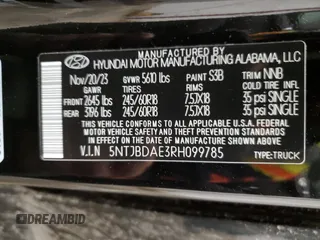 MANUFACTURED BY
HYUNDAI MOTOR MANUFACTURING ALABAMA, LLC
Nov/20/23 GVWR 5610 lbs PAINT S3B TRIM NNB
GAWR TIRES RIMS COLD TIRE INFL
FRONT 2645 lbs 245/60R18 7.5JX18 35 psi SINGLE
REAR 3196 lbs 245/60R18 7.5JX18 35 psi SINGLE
THIS VEHICLE CONFORMS TO ALL APPLICABLE U.S. FEDERAL MOTOR VEHICLE SAFETY AND THEFT PREVENTION STANDARDS IN EFFECT ON THE DATE OF MANUFACTURE SHOWN ABOVE.
V.I.N 5NTJBDAE3RH099785 TYPE:TRUCK
DREAMBID